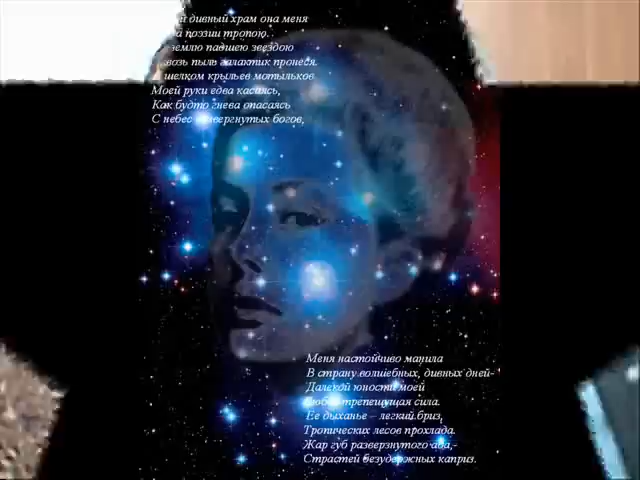 дивный храм она меня
поэзии тропою.
землю падшею звездою
пыль галактик пронеся.
шелком крыльев мотыльков
Моей руки едва касаясь,
Как будто гнева опасаясь
С небес низвергнутых богов,
Меня настойчиво манила
В страну волшебных, дивных дней-
Далекой юности моей
трепещущая сила.
Ее дыханье – легкий бриз,
Тропических лесов прохлада.
Жар губ разверзнутого ада,-
Страстей безудержных каприз.